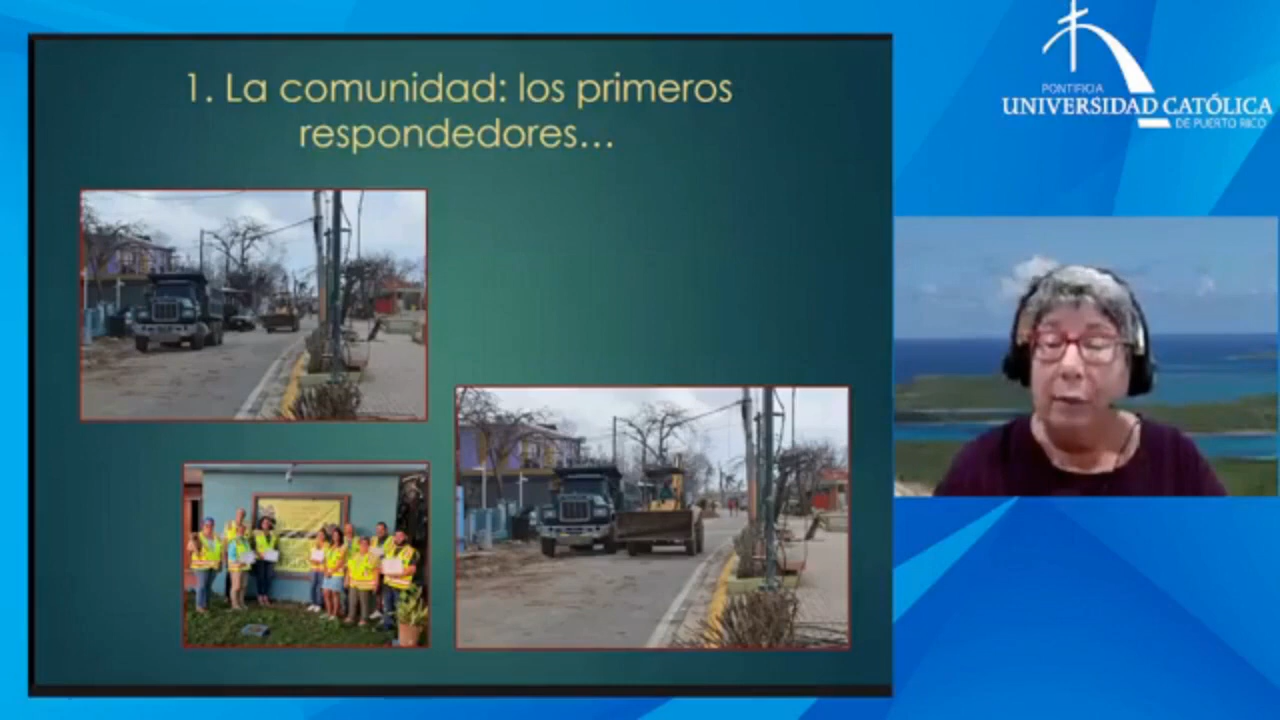 1. La comunidad: los primeros
respondedores...
PONTIFICIA
UNIVERSIDAD CATÓLICA
DE PUERTO RICO